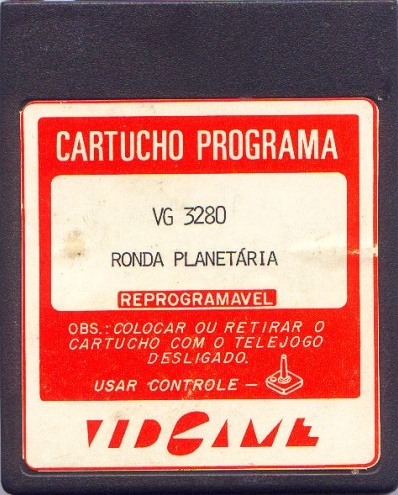 CARTUCHO PROGRAMA
VG 3280
RONDA PLANETÁRIA
REPROGRAMAVEL
OBS.: COLOCAR OU RETIRAR O
CARTUCHO COM O TELEJOGO
DESLIGADO.
USAR CONTROLE –
VIDGAME